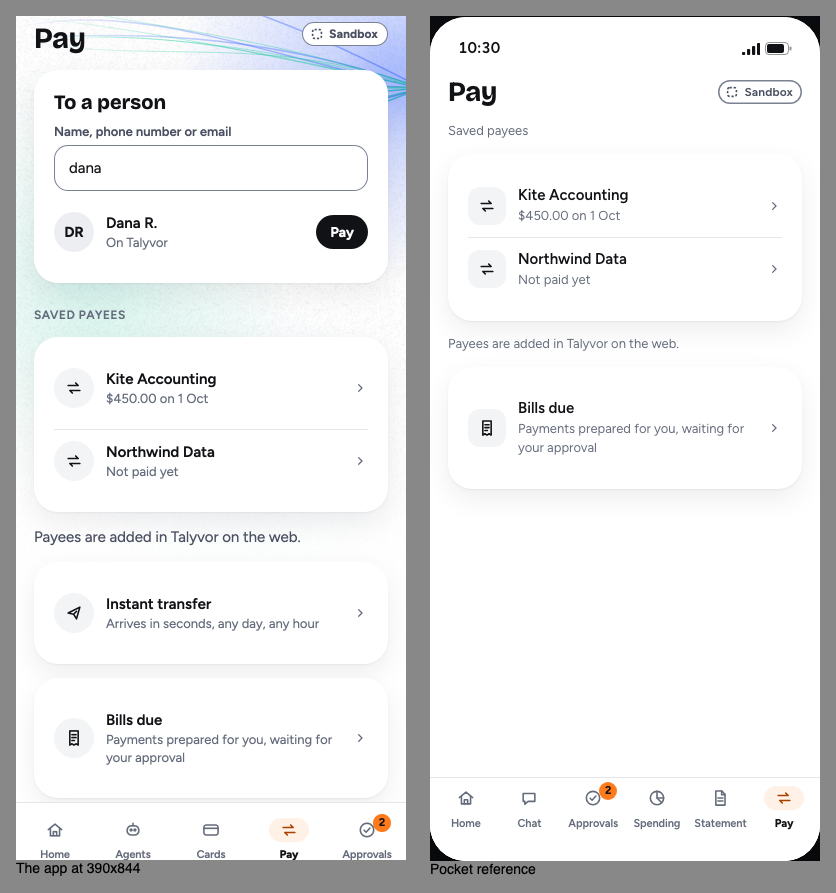 Pay
Sandbox
To a person
Name, phone number or email
dana
DR
Dana R.
On Talyvor
Pay
SAVED PAYEES
Kite Accounting
$450.00 on 1 Oct
Northwind Data
Not paid yet
Payees are added in Talyvor on the web.
Instant transfer
Arrives in seconds, any day, any hour
Bills due
Payments prepared for you, waiting for
your approval
2
Home
Agents
Cards
Pay
Approvals
The app at 390x844
10:30
Pay
Sandbox
Saved payees
Kite Accounting
$450.00 on 1 Oct
Northwind Data
Not paid yet
Payees are added in Talyvor on the web.
Bills due
Payments prepared for you, waiting for
your approval
2
Home
Chat
Approvals
Spending
Statement
Pay
Pocket reference